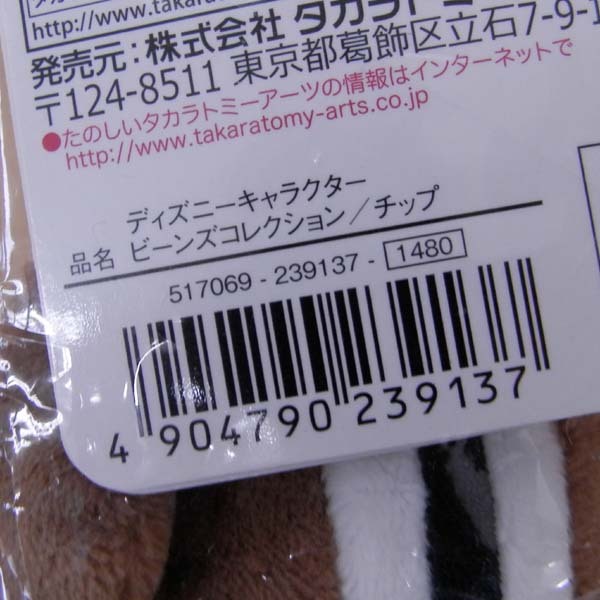 http://www.takara
発売元：株式会社 タカラトミー
〒124-8511 東京都葛飾区立石7-9-1
●たのしいタカラトミーアーツの情報はインターネットで
http://www.takaratomy-arts.co.jp
ディズニーキャラクター
品名 ビーンズコレクション／チップ
517069 - 239137 - 1480
4 904790 239137